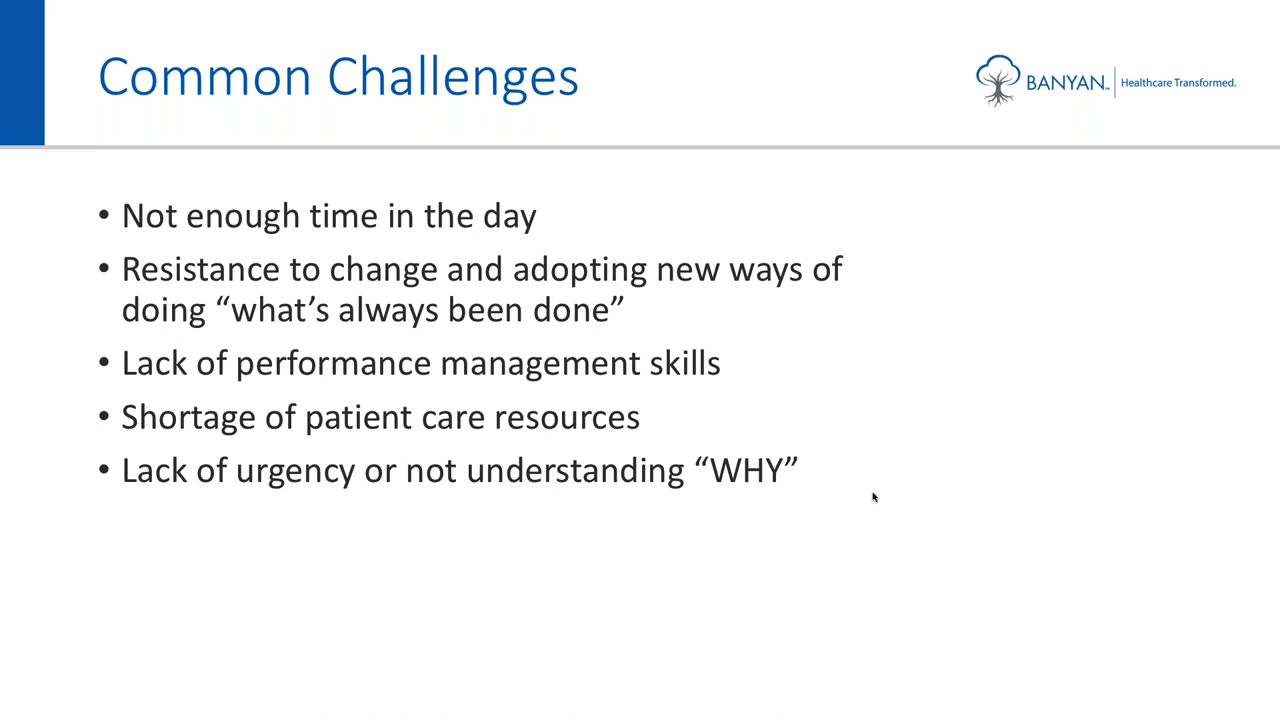 Common Challenges
BANYAN™ | Healthcare Transformed.
• Not enough time in the day
• Resistance to change and adopting new ways of
doing “what’s always been done”
• Lack of performance management skills
• Shortage of patient care resources
• Lack of urgency or not understanding “WHY”